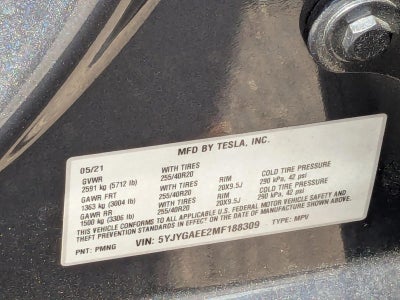 MFD BY TESLA, INC.
05/21
GVWR WITH TIRES RIM COLD TIRE PRESSURE
2591 kg (5712 lb) 255/40R20 20X9.5J 290 kPa, 42 psi
GAWR FRT WITH TIRES RIM COLD TIRE PRESSURE
1363 kg (3004 lb) 255/40R20 20X9.5J 290 kPa, 42 psi
GAWR RR
1500 kg (3306 lb)
THIS VEHICLE CONFORMS TO ALL APPLICABLE U.S. FEDERAL MOTOR VEHICLE SAFETY AND
THEFT PREVENTION STANDARDS IN EFFECT ON THE DATE OF MANUFACTURE SHOWN ABOVE.
PNT: PMNG VIN: 5YJYGAEE2MF188309 TYPE: MPV